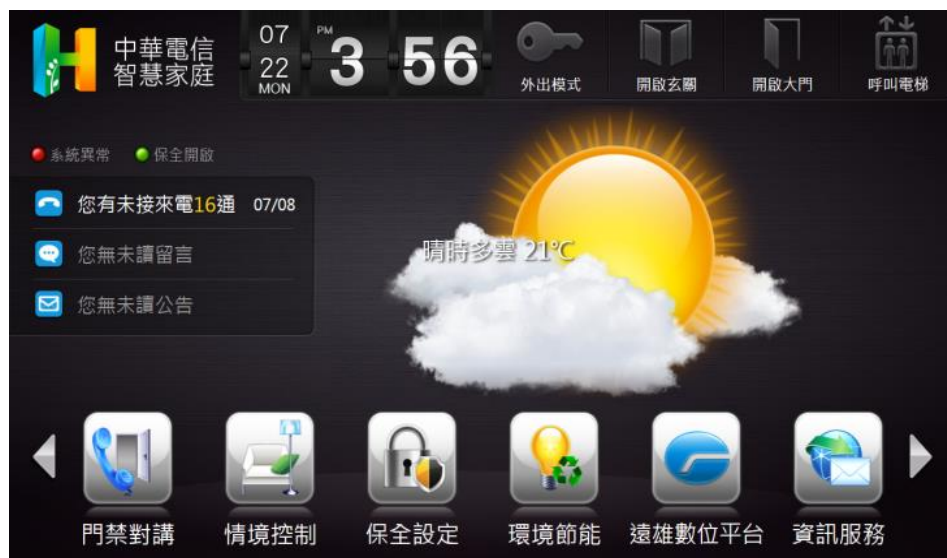 中華電信
智慧家庭
07
22
MON
PM
3 56
外出模式
開啟玄關
開啟大門
呼叫電梯
系統異常
保全開啟
您有未接來電16通 07/08
您無未讀留言
您無未讀公告
晴時多雲 21°C
門禁對講
情境控制
保全設定
環境節能
遠雄數位平台
資訊服務